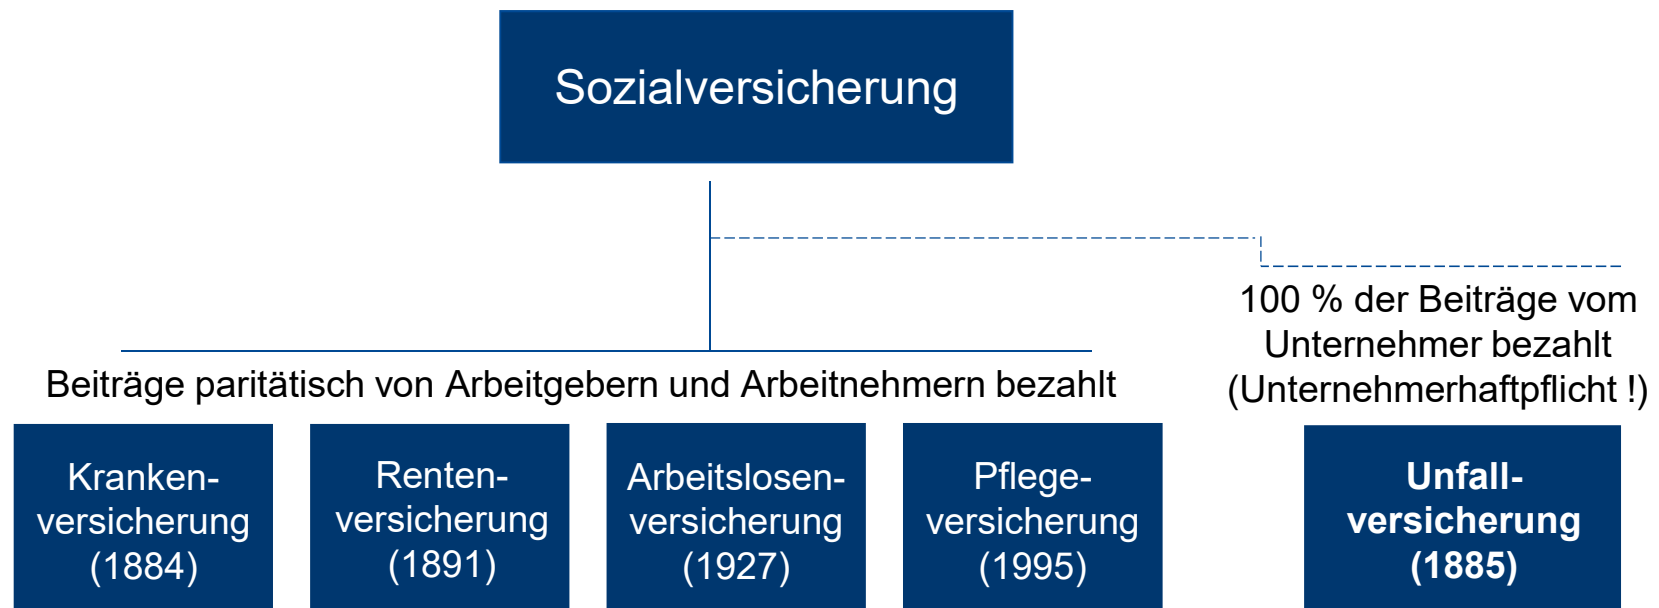 Sozialversicherung
100 % der Beiträge vom
Unternehmer bezahlt
(Unternehmerhaftpflicht !)
Beiträge paritätisch von Arbeitgebern und Arbeitnehmern bezahlt
Kranken-
versicherung
(1884)
Renten-
versicherung
(1891)
Arbeitslosen-
versicherung
(1927)
Pflege-
versicherung
(1995)
Unfall-
versicherung
(1885)